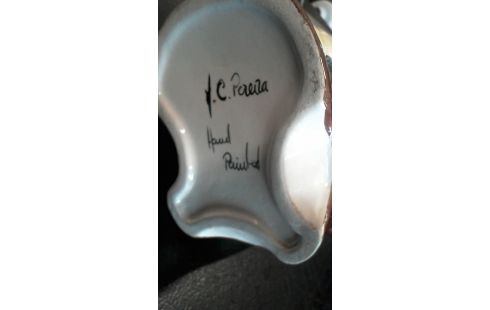 J.C. Pereira
Hand
Painted